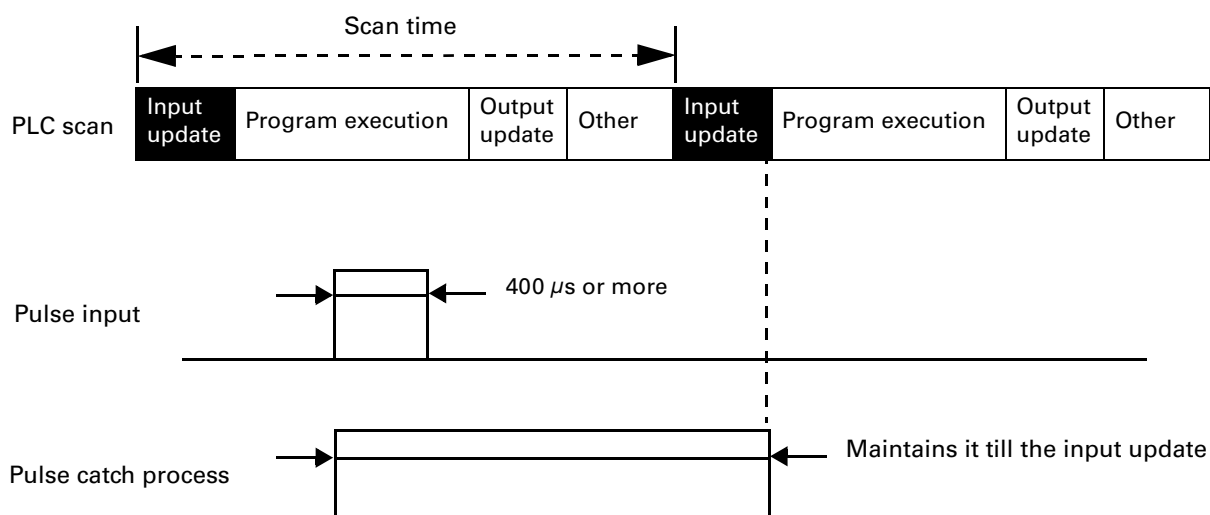 Scan time
PLC scan
Input
update
Program execution
Output
update
Other
Input
update
Program execution
Output
update
Other
Pulse input
400 µs or more
Pulse catch process
Maintains it till the input update